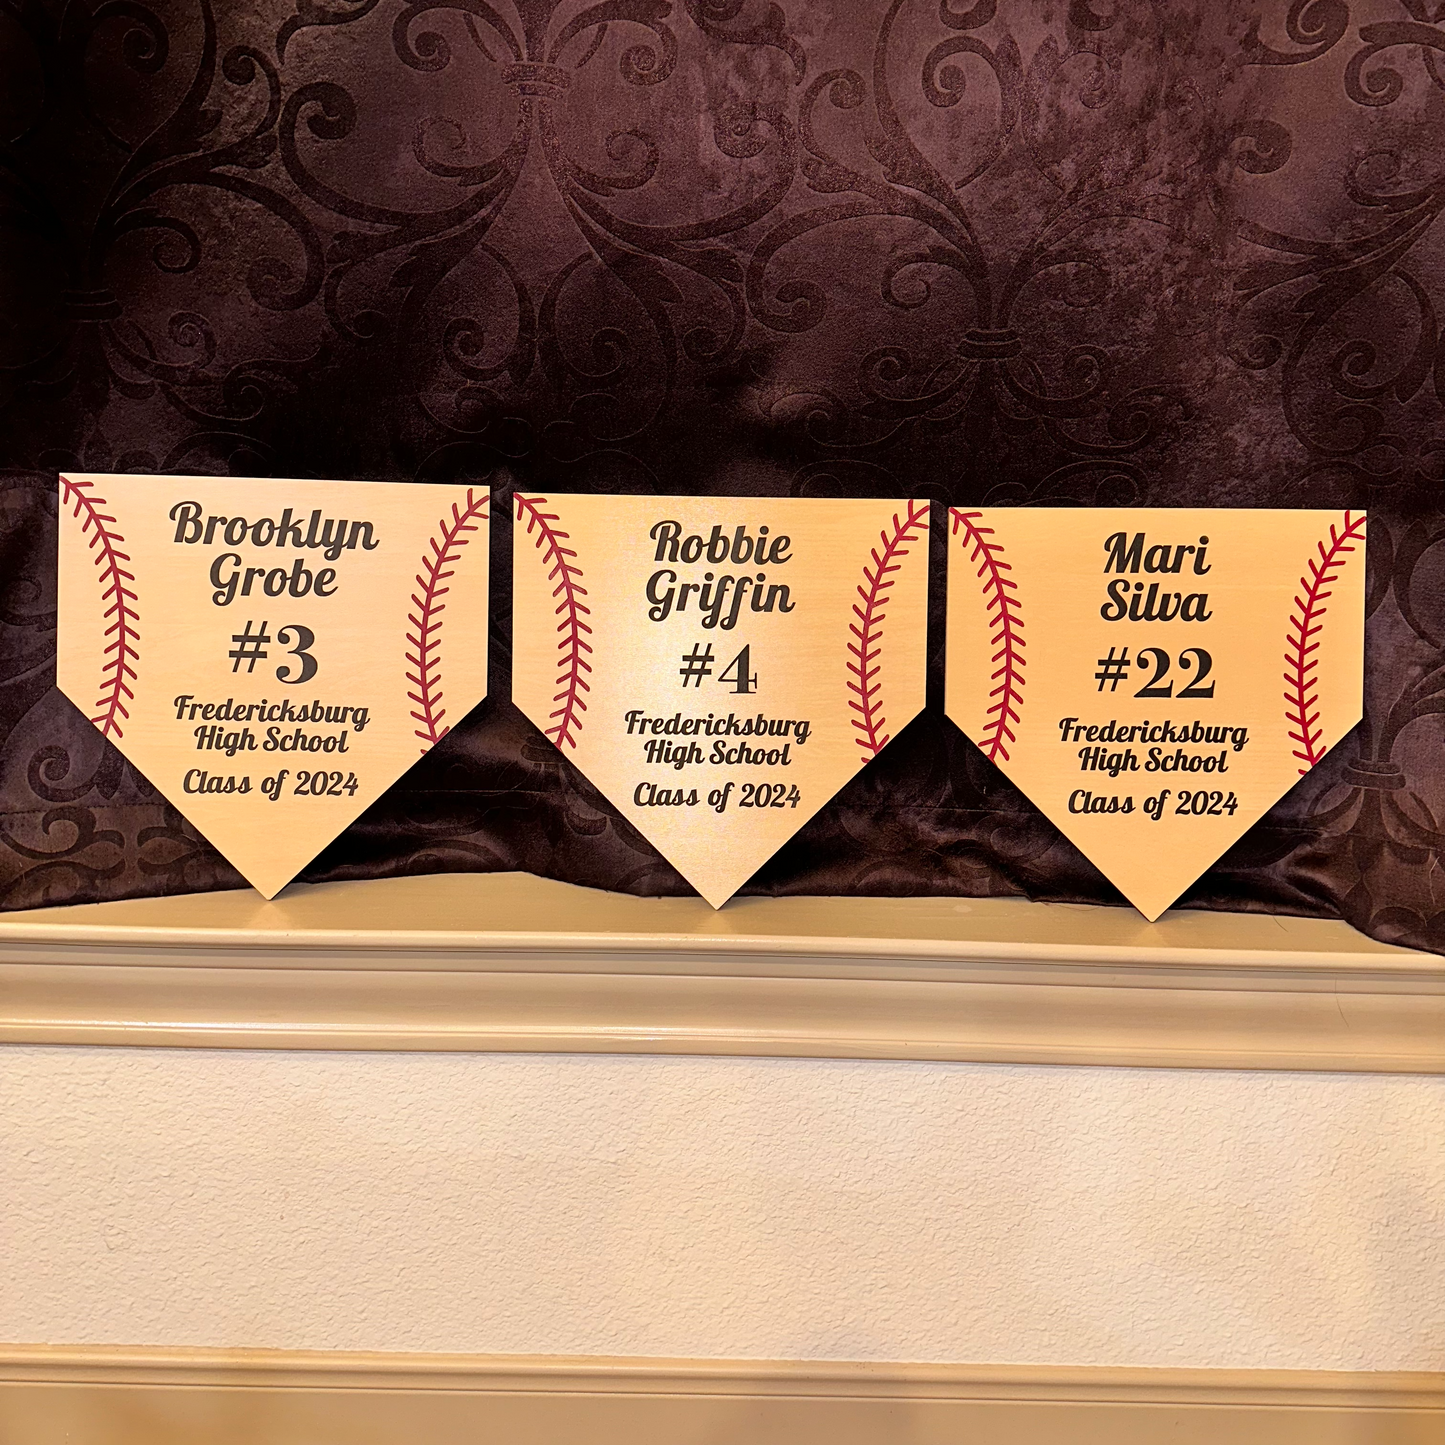 Brooklyn
Grobe
#3
Fredericksburg
High School
Class of 2024
Robbie
Griffin
#4
Fredericksburg
High School
Class of 2024
Mari
Silva
#22
Fredericksburg
High School
Class of 2024